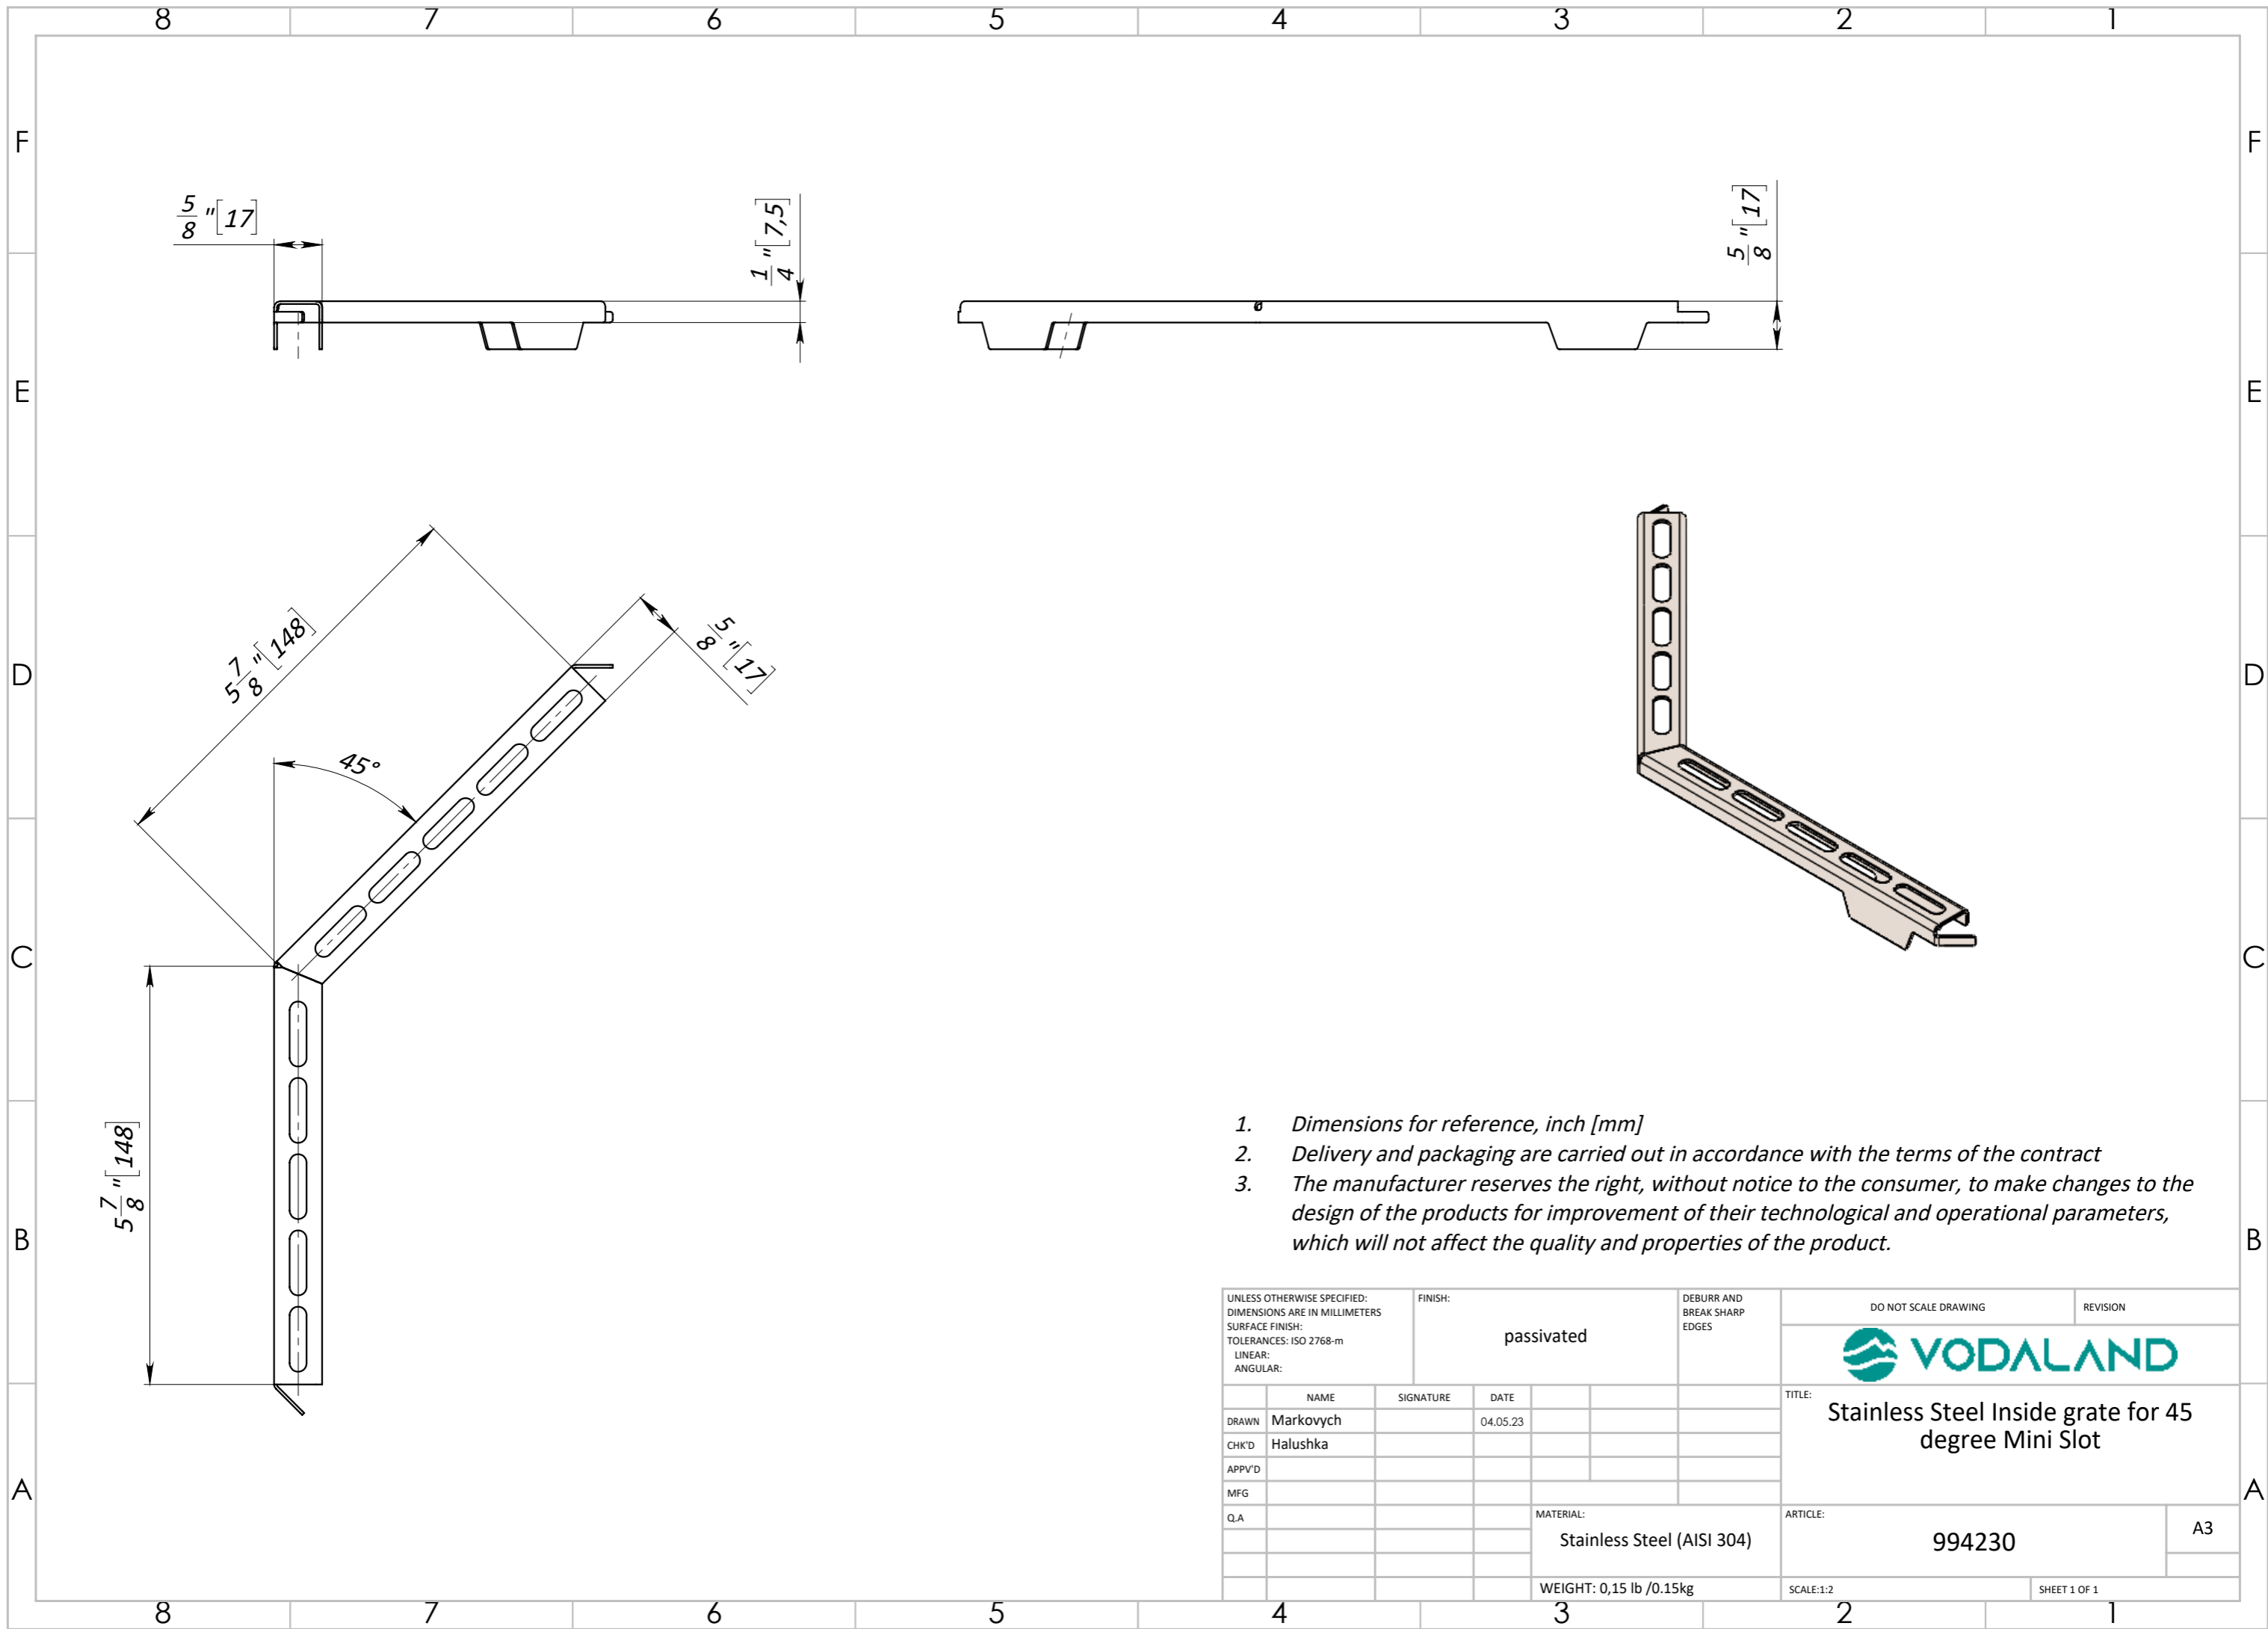 8 7 6 5 4 3 2 1
F F
5/8 "[17]
1/4 "[7,5]
5/8 "[17]
E E
5 7/8 "[148]
5/8 "[17]
D D
45°
C C
5 7/8 "[148]
B B
1. Dimensions for reference, inch [mm]
2. Delivery and packaging are carried out in accordance with the terms of the contract
3. The manufacturer reserves the right, without notice to the consumer, to make changes to the
design of the products for improvement of their technological and operational parameters,
which will not affect the quality and properties of the product.
UNLESS OTHERWISE SPECIFIED:
DIMENSIONS ARE IN MILLIMETERS
SURFACE FINISH:
TOLERANCES: ISO 2768-m
LINEAR:
ANGULAR:
FINISH:
passivated
DEBURR AND
BREAK SHARP
EDGES
DO NOT SCALE DRAWING
REVISION
VODALAND
NAME SIGNATURE DATE
DRAWN Markovych 04.05.23
CHK'D Halushka
APPV'D
MFG
Q.A
TITLE:
Stainless Steel Inside grate for 45
degree Mini Slot
MATERIAL:
Stainless Steel (AISI 304)
ARTICLE:
994230
A3
WEIGHT: 0,15 lb /0.15kg
SCALE:1:2
SHEET 1 OF 1
A A
8 7 6 5 4 3 2 1